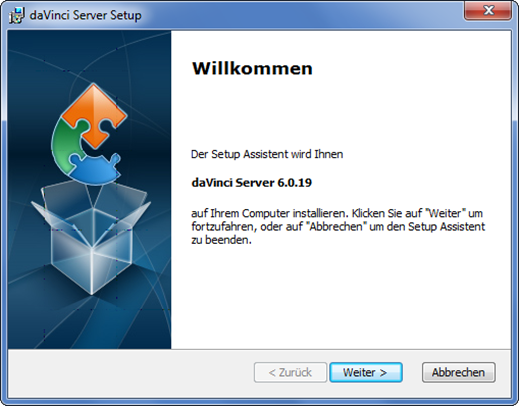 daVinci Server Setup
Willkommen
Der Setup Assistent wird Ihnen
daVinci Server 6.0.19
auf Ihrem Computer installieren. Klicken Sie auf "Weiter" um
fortzufahren, oder auf "Abbrechen" um den Setup Assistent
zu beenden.
< Zurück
Weiter >
Abbrechen